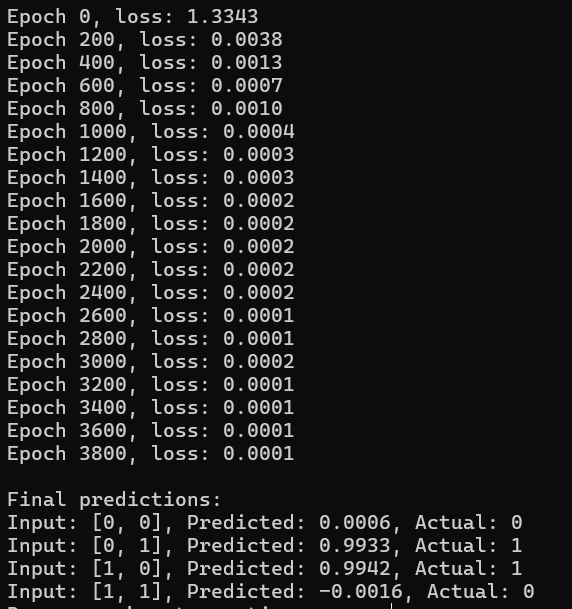 Epoch 0, loss: 1.3343
Epoch 200, loss: 0.0038
Epoch 400, loss: 0.0013
Epoch 600, loss: 0.0007
Epoch 800, loss: 0.0010
Epoch 1000, loss: 0.0004
Epoch 1200, loss: 0.0003
Epoch 1400, loss: 0.0003
Epoch 1600, loss: 0.0002
Epoch 1800, loss: 0.0002
Epoch 2000, loss: 0.0002
Epoch 2200, loss: 0.0002
Epoch 2400, loss: 0.0002
Epoch 2600, loss: 0.0001
Epoch 2800, loss: 0.0001
Epoch 3000, loss: 0.0002
Epoch 3200, loss: 0.0001
Epoch 3400, loss: 0.0001
Epoch 3600, loss: 0.0001
Epoch 3800, loss: 0.0001
Final predictions:
Input: [0, 0], Predicted: 0.0006, Actual: 0
Input: [0, 1], Predicted: 0.9933, Actual: 1
Input: [1, 0], Predicted: 0.9942, Actual: 1
Input: [1, 1], Predicted: -0.0016, Actual: 0